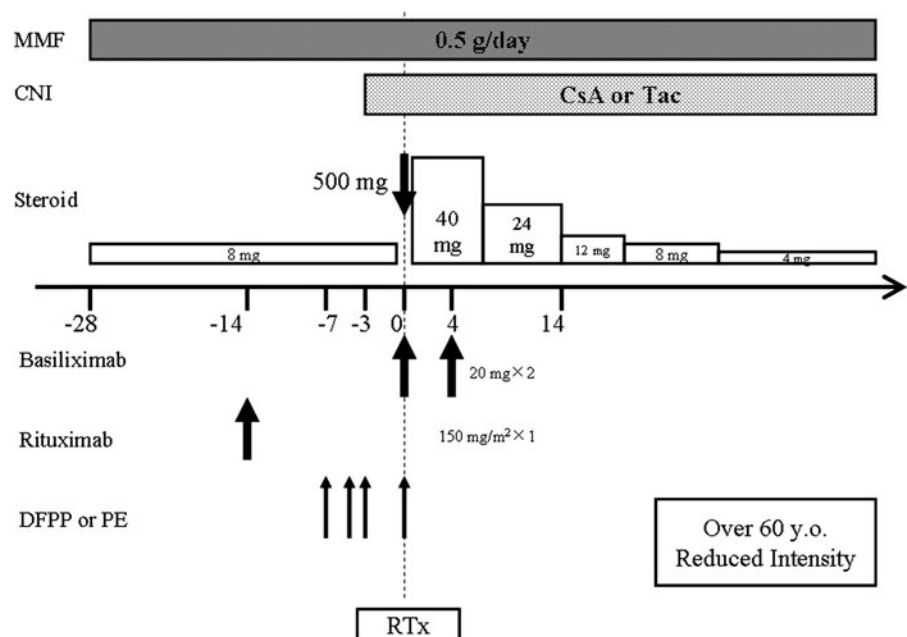 MMF
0.5 g/day
CNI
CsA or Tac
Steroid
500 mg
8 mg
40
mg
24
mg
12 mg
8 mg
4 mg
-28 -14 -7 -3 0 4 14
Basiliximab
20 mg×2
Rituximab
150 mg/m²×1
DFPP or PE
Over 60 y.o.
Reduced Intensity
RTx